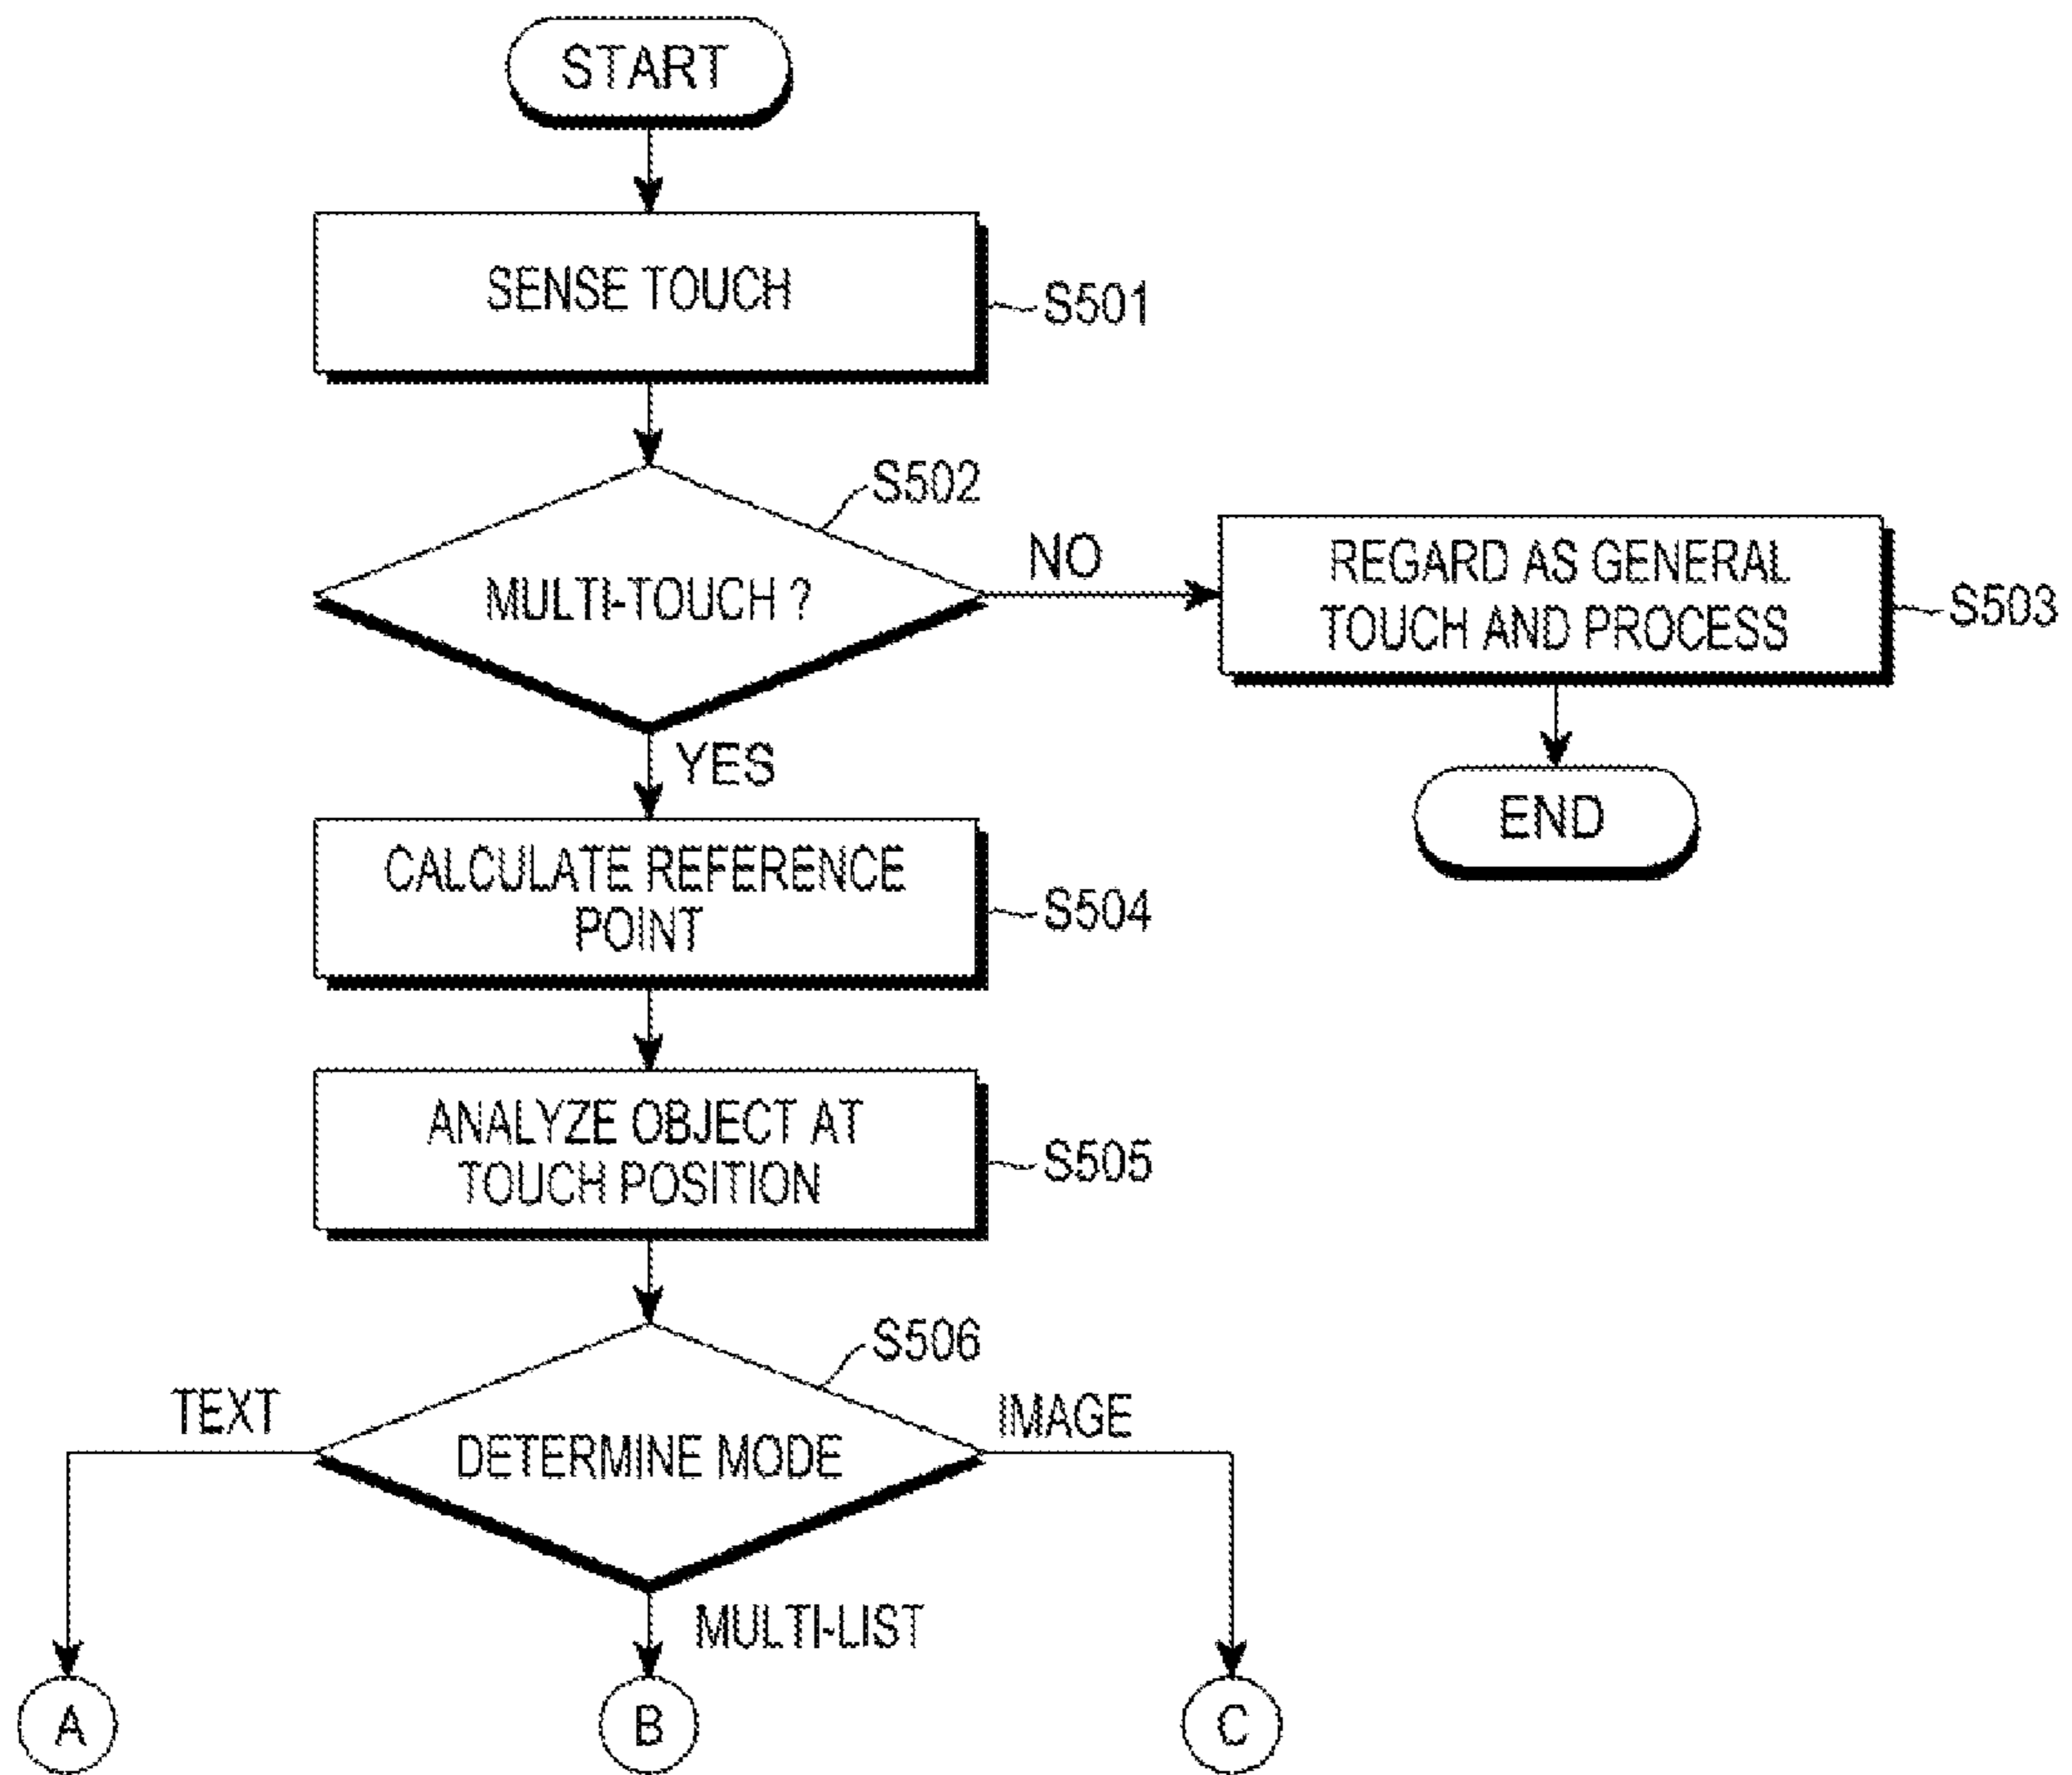 START
SENSE TOUCH
S501
S502
MULTI-TOUCH ?
NO
REGARD AS GENERAL
TOUCH AND PROCESS
S503
YES
END
CALCULATE REFERENCE
POINT
S504
ANALYZE OBJECT AT
TOUCH POSITION
S505
S506
TEXT
DETERMINE MODE
IMAGE
MULTI-LIST
A
B
C